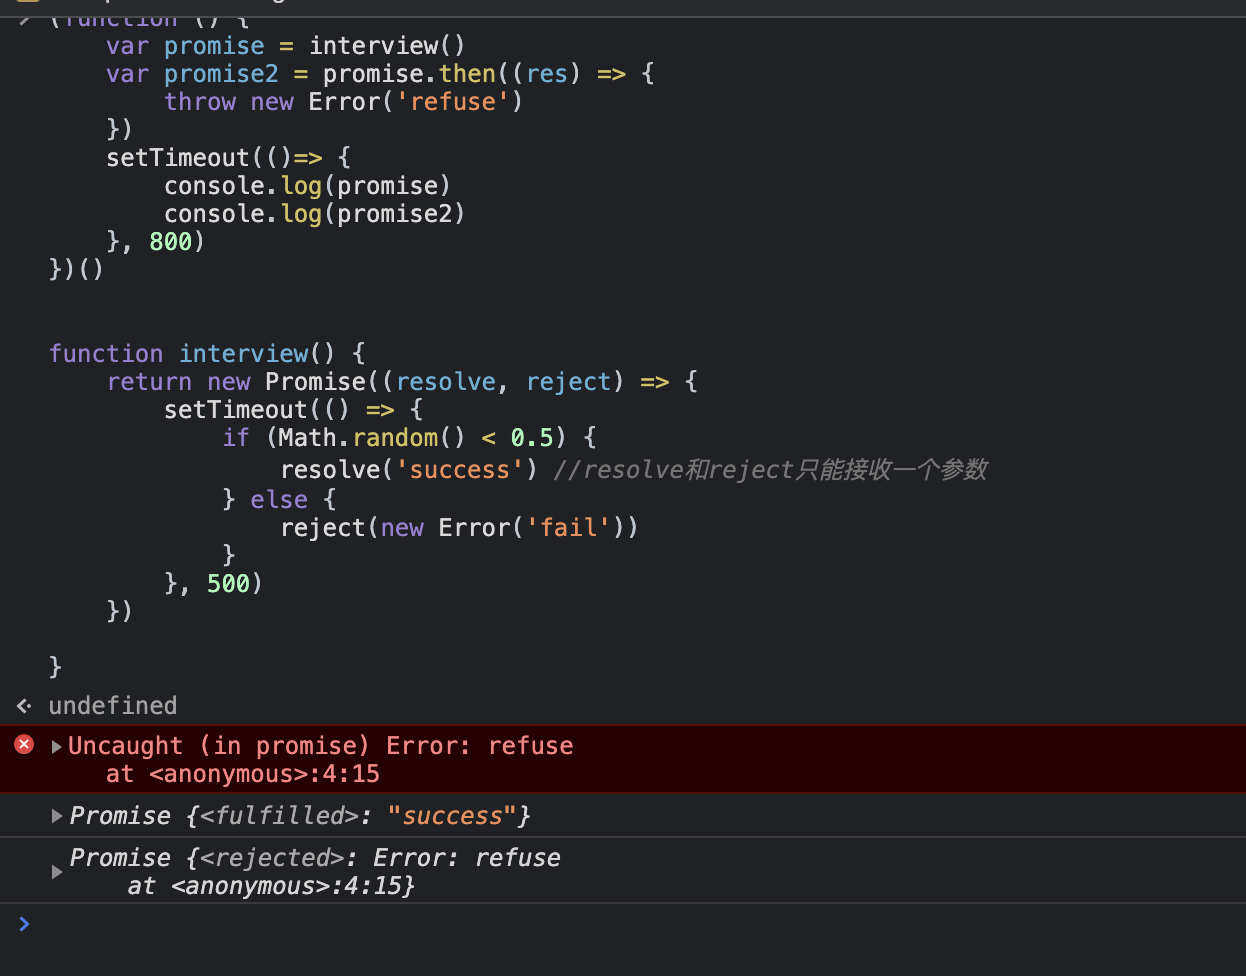 (function () {
    var promise = interview()
    var promise2 = promise.then((res) => {
        throw new Error('refuse')
    })
    setTimeout(()=> {
        console.log(promise)
        console.log(promise2)
    }, 800)
})()
function interview() {
    return new Promise((resolve, reject) => {
        setTimeout(() => {
            if (Math.random() < 0.5) {
                resolve('success') //resolve和reject只能接收一个参数
            } else {
                reject(new Error('fail'))
            }
        }, 500)
    })
}
undefined
Uncaught (in promise) Error: refuse
    at <anonymous>:4:15
Promise {<fulfilled>: "success"}
Promise {<rejected>: Error: refuse
    at <anonymous>:4:15}